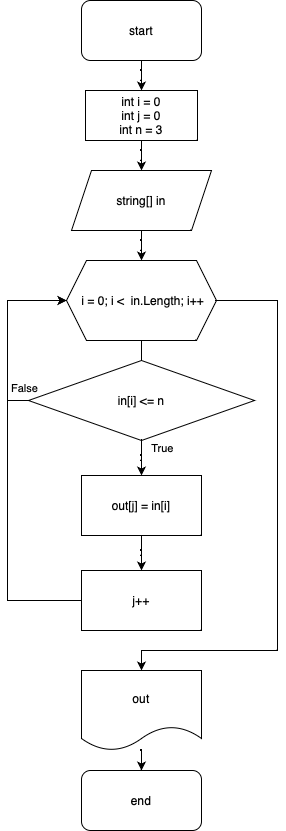 start
int i = 0
int j = 0
int n = 3
string[] in
i = 0; i < in.Length; i++
False
in[i] <= n
True
out[j] = in[i]
j++
out
end